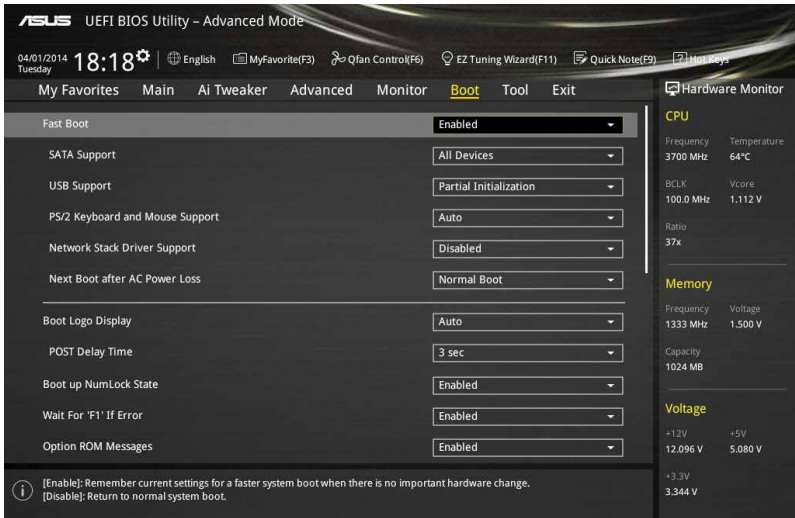 ASUS UEFI BIOS Utility – Advanced Mode
04/01/2014
Tuesday
18:18
English
MyFavorite(F3)
Qfan Control(F6)
EZ Tuning Wizard(F11)
Quick Note(F9)
Hot Keys
My Favorites Main Ai Tweaker Advanced Monitor Boot Tool Exit
Fast Boot Enabled
SATA Support All Devices
USB Support Partial Initialization
PS/2 Keyboard and Mouse Support Auto
Network Stack Driver Support Disabled
Next Boot after AC Power Loss Normal Boot
Boot Logo Display Auto
POST Delay Time 3 sec
Boot up NumLock State Enabled
Wait For 'F1' If Error Enabled
Option ROM Messages Enabled
[Enable]: Remember current settings for a faster system boot when there is no important hardware change.
[Disable]: Return to normal system boot.
Hardware Monitor
CPU
Frequency Temperature
3700 MHz 64°C
BCLK Vcore
100.0 MHz 1.112 V
Ratio
37x
Memory
Frequency Voltage
1333 MHz 1.500 V
Capacity
1024 MB
Voltage
+12V +5V
12.096 V 5.080 V
+3.3V
3.344 V